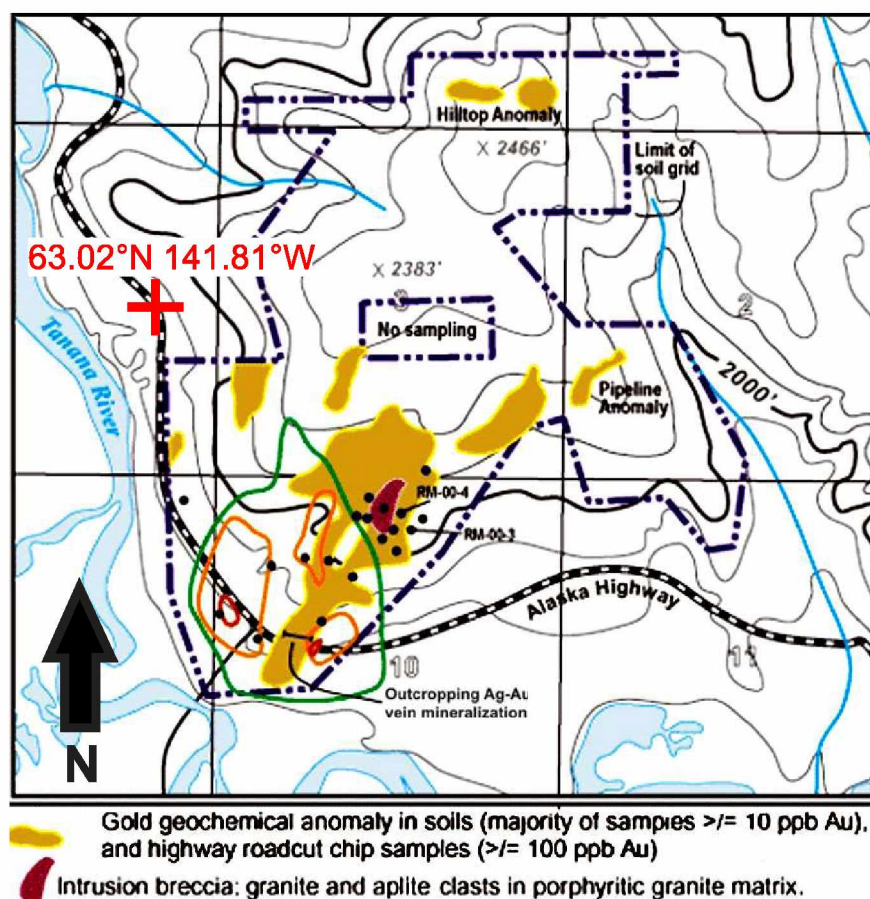 Hilltop Anomaly
X 2466'
Limit of
soil grid
63.02°N 141.81°W
X 2383'
3
2
No sampling
Tanana River
Pipeline
Anomaly
2000'
RM-00-4
RM-00-3
Alaska Highway
10
11
Outcropping Ag-Au
vein mineralization
N
Gold geochemical anomaly in soils (majority of samples >/= 10 ppb Au),
and highway roadcut chip samples (>/= 100 ppb Au)
Intrusion breccia: granite and aplite clasts in porphyritic granite matrix.